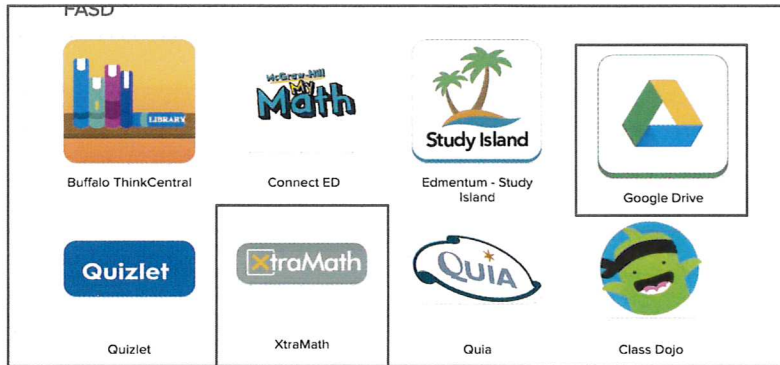 FASD
LIBRARY
McGraw-Hill
My
Math
Study Island
Buffalo ThinkCentral
Connect ED
Edmentum - Study
Island
Google Drive
Quizlet
XtraMath
QUIA
Quizlet
XtraMath
Quia
Class Dojo